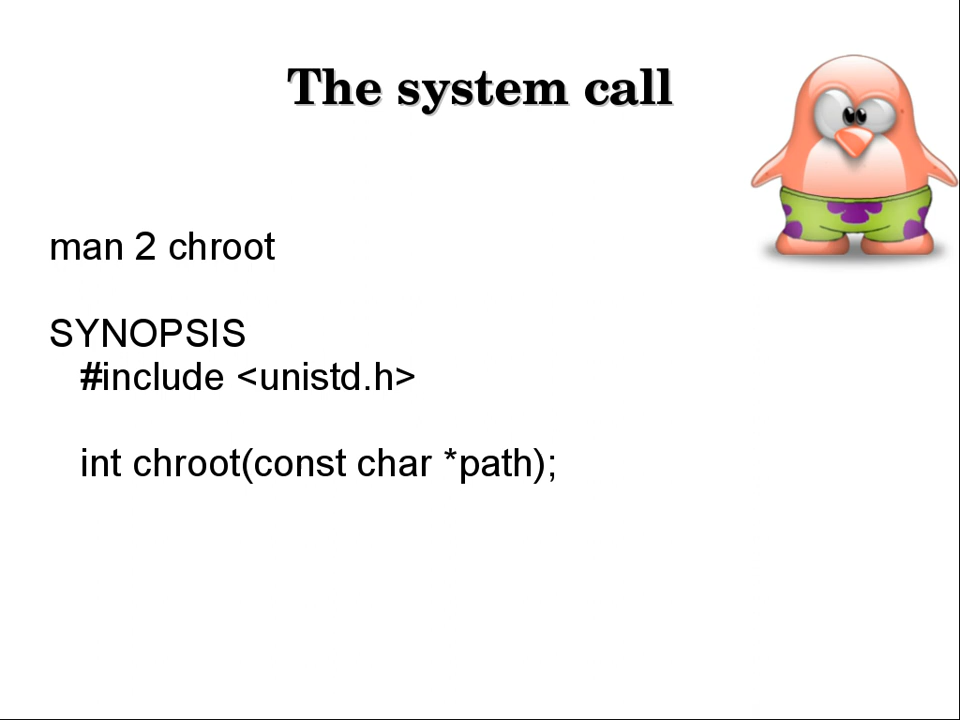 The system call
man 2 chroot
SYNOPSIS
#include <unistd.h>
int chroot(const char *path);